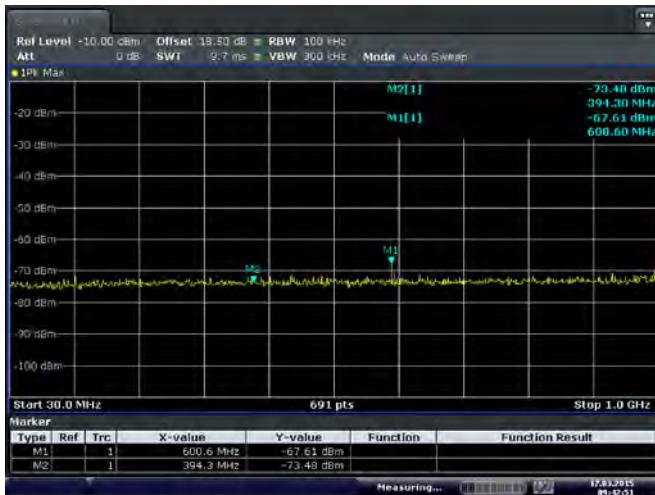 Ref Level -10.00 dBm Offset 18.50 dB RBW 100 kHz
Att 0 dB SWT 9.7 ms VBW 300 kHz Mode Auto Sweep
1Pk Max
M2[1] -73.48 dBm
394.30 MHz
M1[1] -67.61 dBm
600.60 MHz
-20 dBm
-30 dBm
-40 dBm
-50 dBm
-60 dBm
M1
-70 dBm
M2
-80 dBm
-90 dBm
-100 dBm
Start 30.0 MHz 691 pts Stop 1.0 GHz
Marker
Type Ref Trc X-value Y-value Function Function Result
M1 1 600.6 MHz -67.61 dBm
M2 1 394.3 MHz -73.48 dBm
Measuring... 17.03.2015
09:42:51